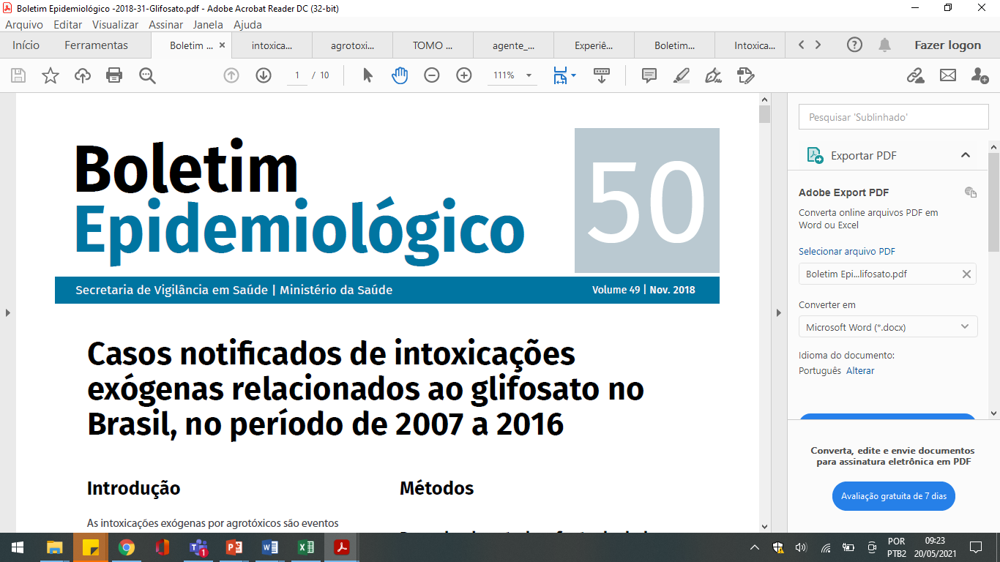 Boletim Epidemiológico -2018-31-Glifosato.pdf - Adobe Acrobat Reader DC (32-bit)
Arquivo Editar Visualizar Assinar Janela Ajuda
Início Ferramentas Boletim ... intoxica... agrotoxi... TOMO ... agente_... Experiê... Boletim... Intoxica... Fazer logon
1 / 10 111%
Boletim
Epidemiológico
50
Secretaria de Vigilância em Saúde | Ministério da Saúde Volume 49 | Nov. 2018
Casos notificados de intoxicações
exógenas relacionados ao glifosato no
Brasil, no período de 2007 a 2016
Introdução
As intoxicações exógenas por agrotóxicos são eventos
Métodos
Pesquisar 'Sublinhado'
Exportar PDF
Adobe Export PDF
Converta online arquivos PDF em
Word ou Excel
Selecionar arquivo PDF
Boletim Epi...lifosato.pdf
Converter em
Microsoft Word (*.docx)
Idioma do documento:
Português Alterar
Converta, edite e envie documentos
para assinatura eletrônica em PDF
Avaliação gratuita de 7 dias
1
POR
PTB2
09:23
20/05/2021